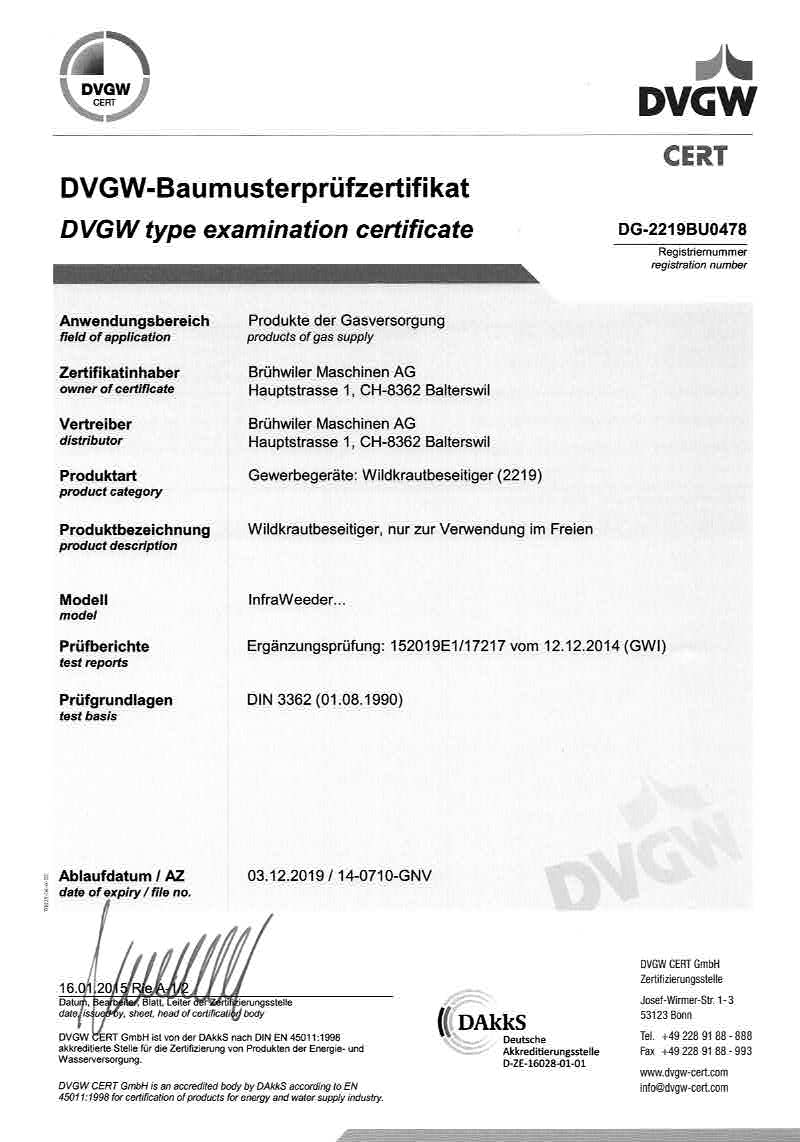 DVGW
CERT
DVGW
CERT
DVGW-Baumusterprüfzertifikat
DVGW type examination certificate
DG-2219BU0478
Registriernummer
registration number
Anwendungsbereich Produkte der Gasversorgung
field of application products of gas supply
Zertifikatinhaber Brühwiler Maschinen AG
owner of certificate Hauptstrasse 1, CH-8362 Balterswil
Vertreiber Brühwiler Maschinen AG
distributor Hauptstrasse 1, CH-8362 Balterswil
Produktart Gewerbegeräte: Wildkrautbeseitiger (2219)
product category
Produktbezeichnung Wildkrautbeseitiger, nur zur Verwendung im Freien
product description
Modell InfraWeeder...
model
Prüfberichte Ergänzungsprüfung: 152019E1/17217 vom 12.12.2014 (GWI)
test reports
Prüfgrundlagen DIN 3362 (01.08.1990)
test basis
DVGW
Ablaufdatum / AZ 03.12.2019 / 14-0710-GNV
date of expiry / file no.
16.01.2015 Rie A-1/2
Datum, Bearbeiter, Blatt, Leiter der Zertifizierungsstelle
date, issued by, sheet, head of certification body
DVGW CERT GmbH ist von der DAkkS nach DIN EN 45011:1998
akkreditierte Stelle für die Zertifizierung von Produkten der Energie- und
Wasserversorgung.
DVGW CERT GmbH is an accredited body by DAkkS according to EN
45011:1998 for certification of products for energy and water supply industry.
DAkkS
Deutsche
Akkreditierungsstelle
D-ZE-16028-01-01
DVGW CERT GmbH
Zertifizierungsstelle
Josef-Wirmer-Str. 1-3
53123 Bonn
Tel. +49 228 91 88 - 888
Fax +49 228 91 88 - 993
www.dvgw-cert.com
info@dvgw-cert.com